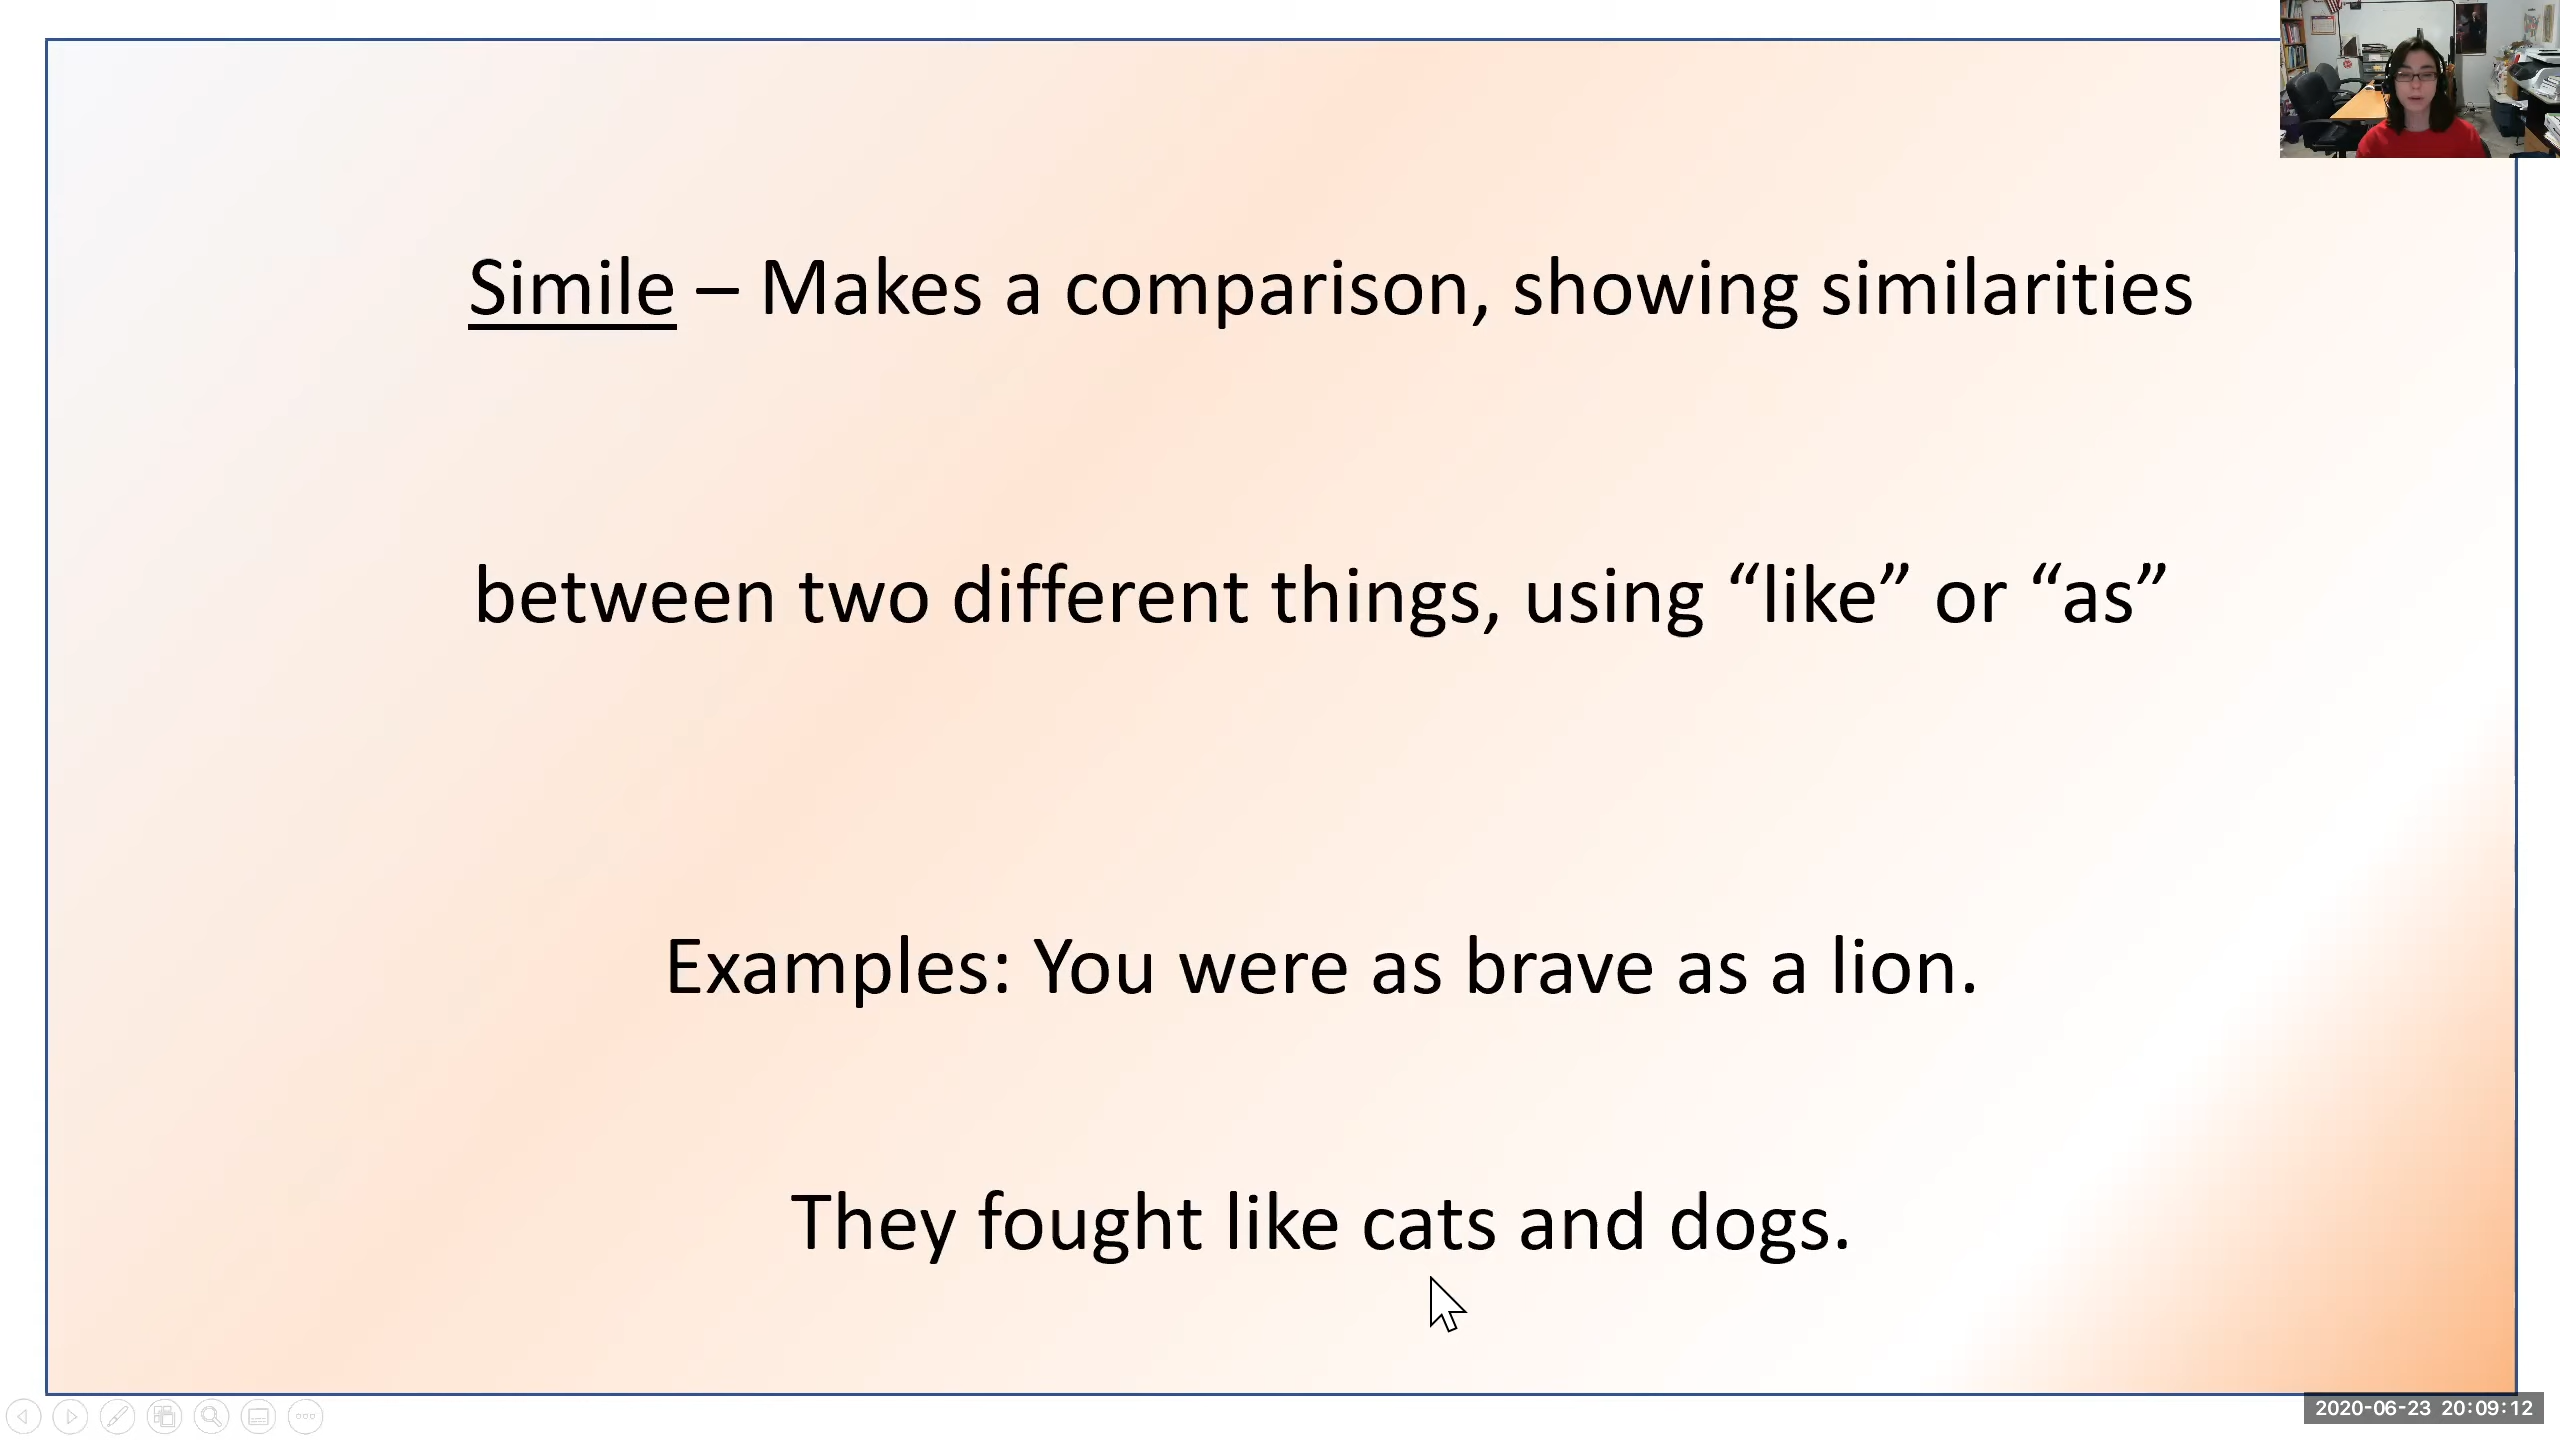 Simile – Makes a comparison, showing similarities
between two different things, using “like” or “as”
Examples: You were as brave as a lion.
They fought like cats and dogs.
2020-06-23 20:09:12